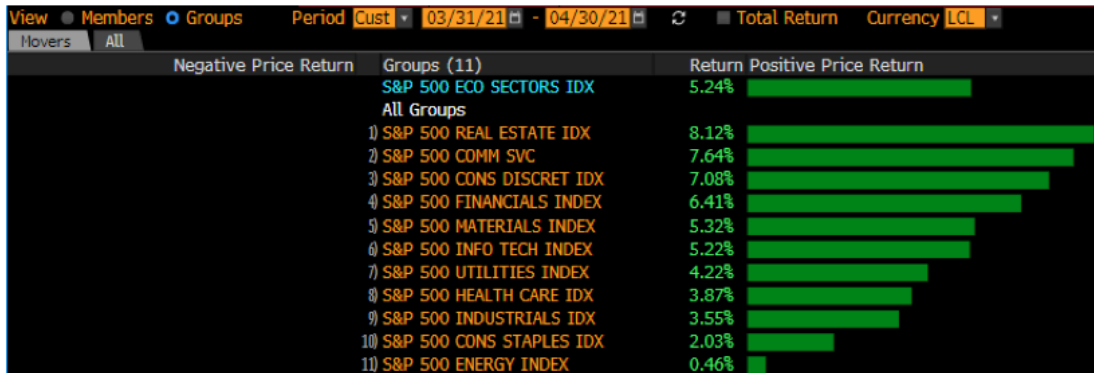 View Members Groups Period Cust 03/31/21 - 04/30/21 Total Return Currency LCL
Movers All
Negative Price Return Groups (11) Return Positive Price Return
S&P 500 ECO SECTORS IDX 5.24%
All Groups
1) S&P 500 REAL ESTATE IDX 8.12%
2) S&P 500 COMM SVC 7.64%
3) S&P 500 CONS DISCRET IDX 7.08%
4) S&P 500 FINANCIALS INDEX 6.41%
5) S&P 500 MATERIALS INDEX 5.32%
6) S&P 500 INFO TECH INDEX 5.22%
7) S&P 500 UTILITIES INDEX 4.22%
8) S&P 500 HEALTH CARE IDX 3.87%
9) S&P 500 INDUSTRIALS IDX 3.55%
10) S&P 500 CONS STAPLES IDX 2.03%
11) S&P 500 ENERGY INDEX 0.46%